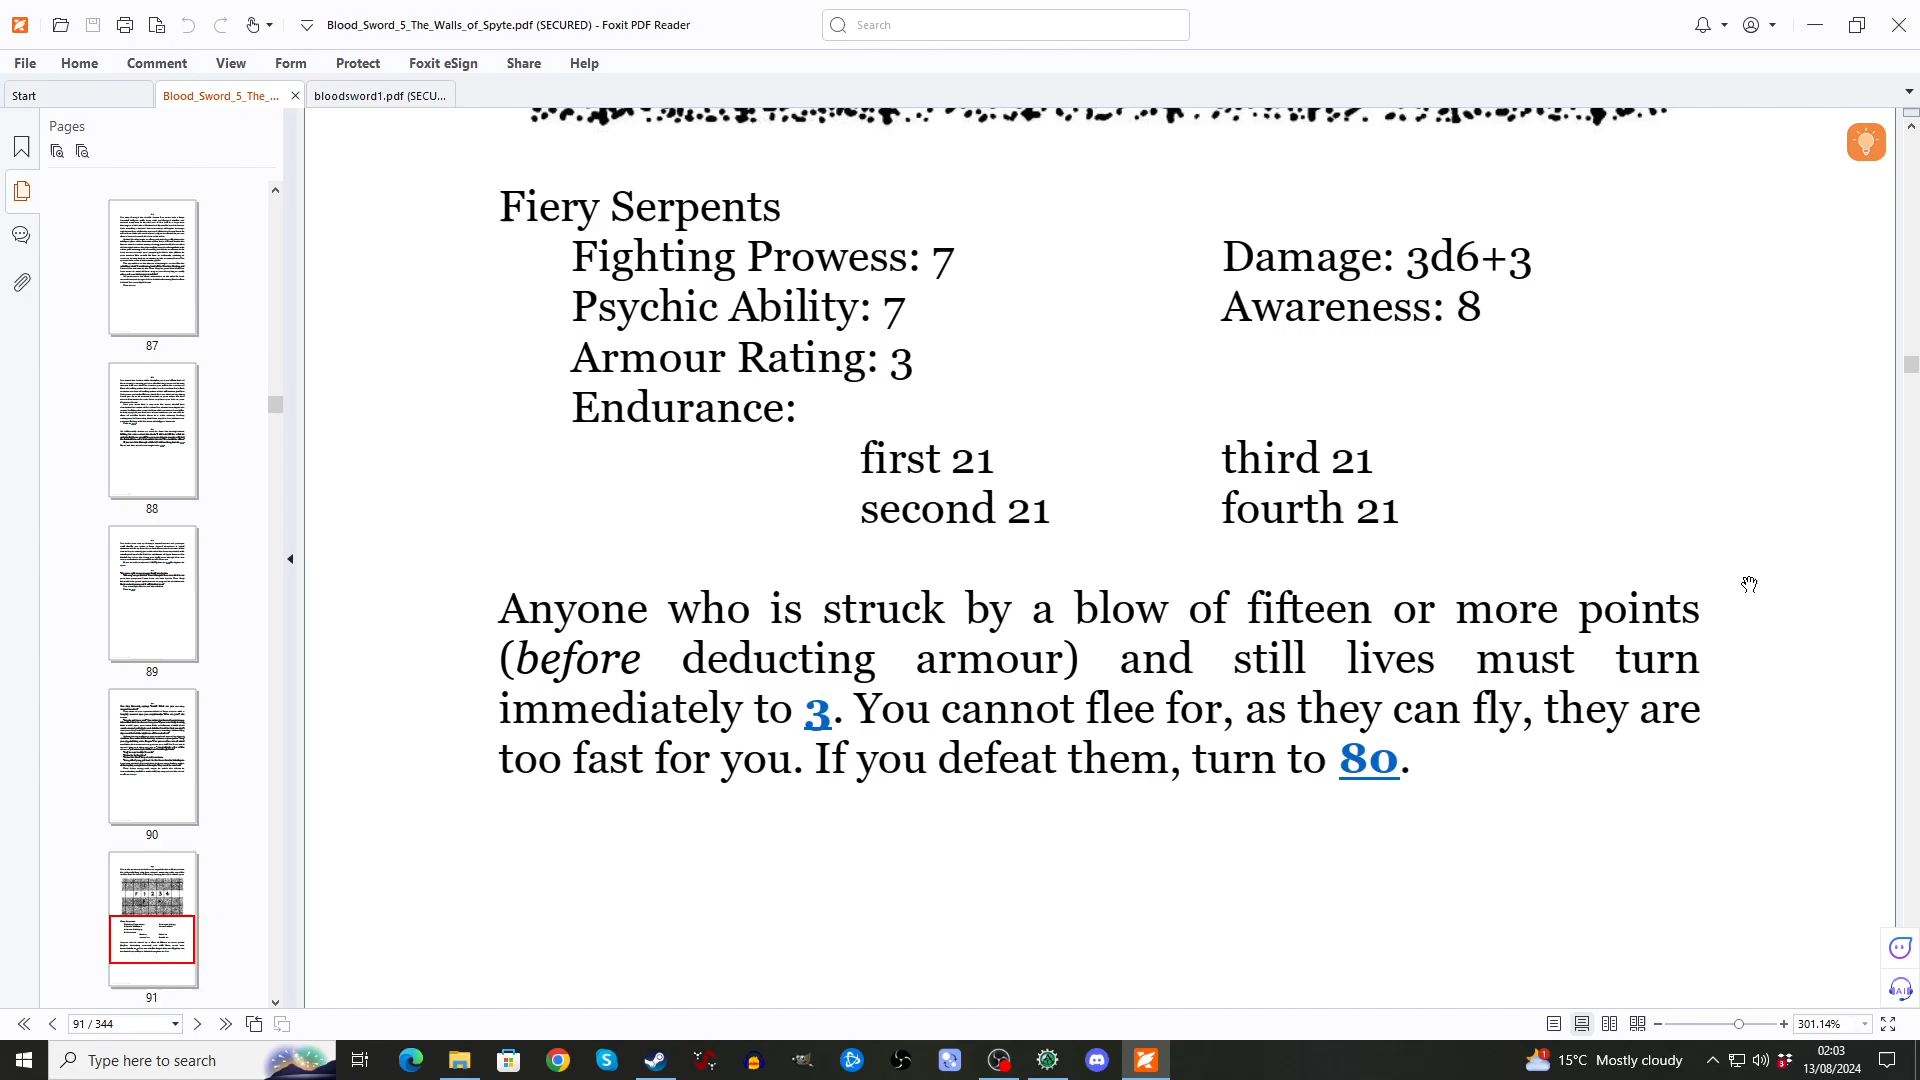 Blood_Sword_5_The_Walls_of_Spyte.pdf (SECURED) - Foxit PDF Reader
Search
File Home Comment View Form Protect Foxit eSign Share Help
Start Blood_Sword_5_The_... bloodsword1.pdf (SECU...
Pages
87
88
89
90
F 1 2 3 4
91
Fiery Serpents
Fighting Prowess: 7 Damage: 3d6+3
Psychic Ability: 7 Awareness: 8
Armour Rating: 3
Endurance:
first 21 third 21
second 21 fourth 21
Anyone who is struck by a blow of fifteen or more points
(before deducting armour) and still lives must turn
immediately to 3. You cannot flee for, as they can fly, they are
too fast for you. If you defeat them, turn to 80.
AI
91 / 344 301.14%
Type here to search
15°C Mostly cloudy
02:03
13/08/2024